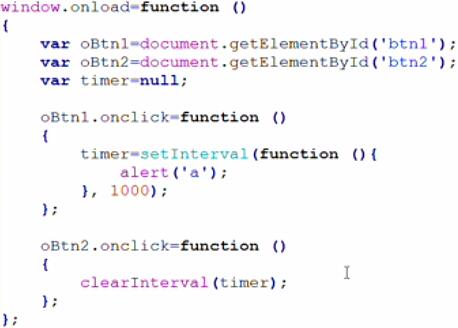 window.onload=function ()
{
    var oBtn1=document.getElementById('btn1');
    var oBtn2=document.getElementById('btn2');
    var timer=null;

    oBtn1.onclick=function ()
    {
        timer=setInterval(function (){
            alert('a');
        }, 1000);
    };

    oBtn2.onclick=function ()
    {
        clearInterval(timer);
    };
};